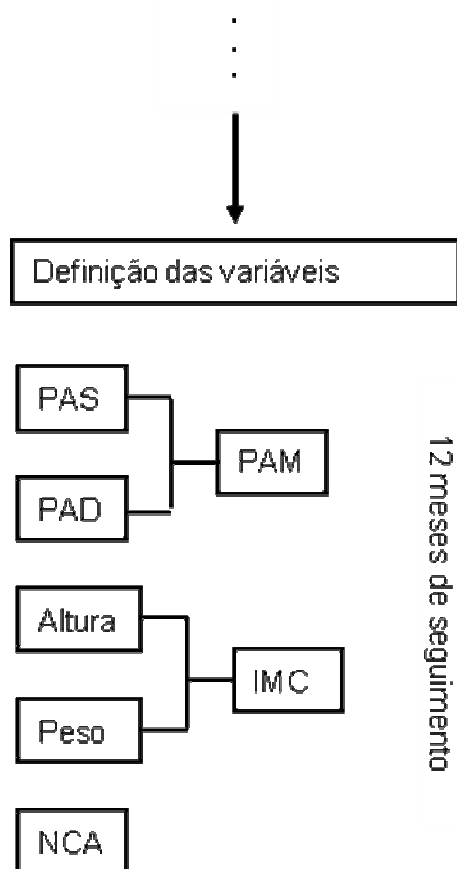 Definição das variáveis
PAS
PAM
PAD
Altura
IMC
Peso
NCA
12 meses de seguimento